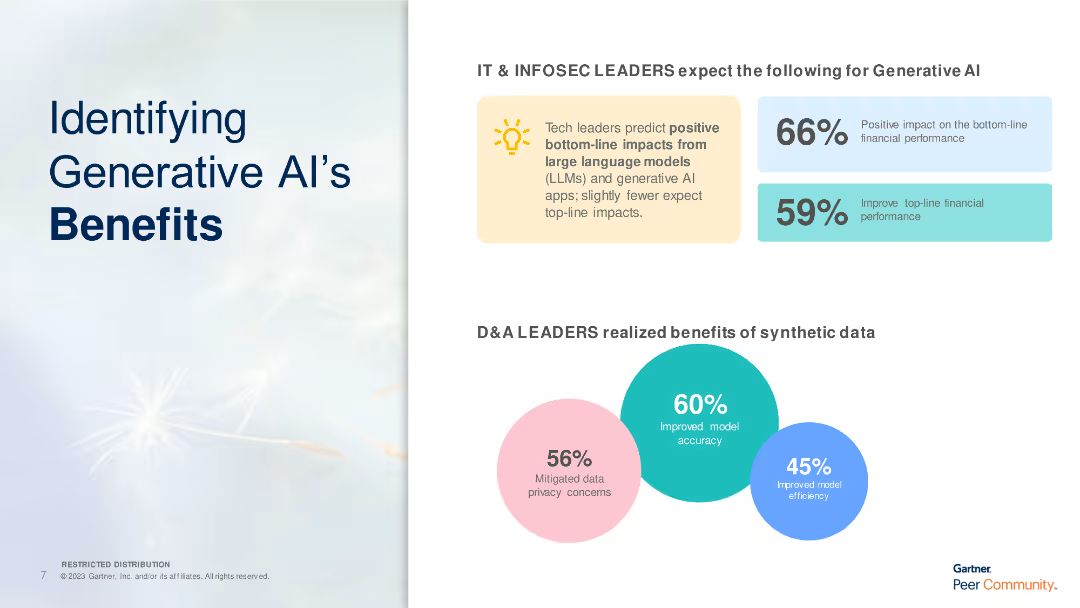 Identifying
Generative AI’s
Benefits
IT & INFOSEC LEADERS expect the following for Generative AI
Tech leaders predict positive
bottom-line impacts from
large language models
(LLMs) and generative AI
apps; slightly fewer expect
top-line impacts.
66%
Positive impact on the bottom-line
financial performance
59%
Improve top-line financial
performance
D&A LEADERS realized benefits of synthetic data
60%
Improved model
accuracy
56%
Mitigated data
privacy concerns
45%
Improved model
efficiency
RESTRICTED DISTRIBUTION
7 © 2023 Gartner, Inc. and/or its affiliates. All rights reserved.
Gartner
Peer Community™